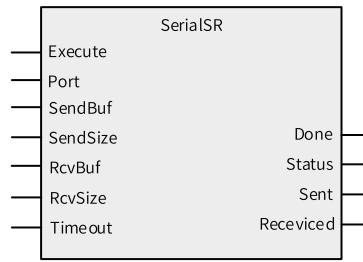 SerialSR
Execute
Port
SendBuf
SendSize
RcvBuf
RcvSize
Timeout
Done
Status
Sent
Receviced